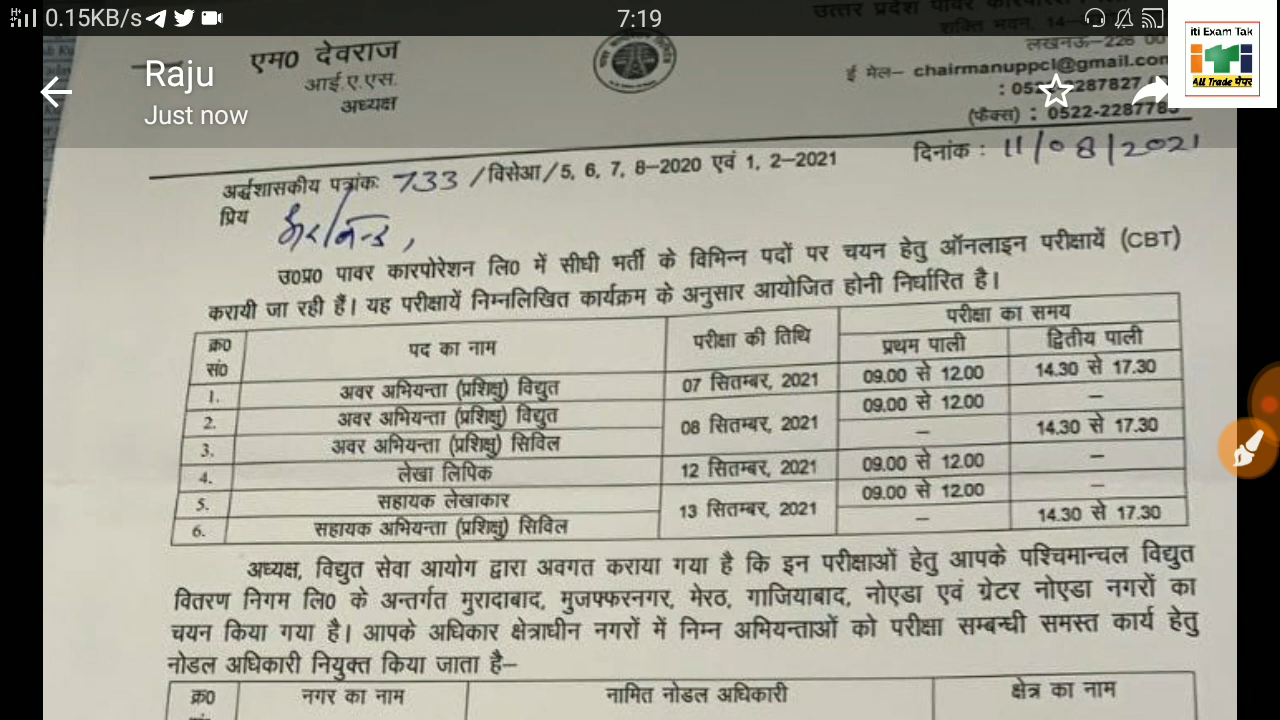 0.15KB/s
7:19
iti Exam Tak
iTi
All Trade पेपर
Raju
Just now
उत्तर प्रदेश पावर
शक्ति भवन, 14
लखनऊ-226 00
एम0 देवराज
आई.ए.एस.
अध्यक्ष
ई मेल- chairmanuppcl@gmail.com
2287827
(फैक्स) : 0522-228778
दिनांक : 11/08/2021
अर्द्धशासकीय पत्रांकः 733 /विसेआ/5, 6, 7, 8-2020 एवं 1, 2-2021
प्रिय
उ0प्र0 पावर कारपोरेशन लि0 में सीधी भर्ती के विभिन्न पदों पर चयन हेतु ऑनलाइन परीक्षायें (CBT)
करायी जा रही हैं। यह परीक्षायें निम्नलिखित कार्यक्रम के अनुसार आयोजित होनी निर्धारित है।
क्र0 सं0 पद का नाम परीक्षा की तिथि परीक्षा का समय
प्रथम पाली द्वितीय पाली
1. अवर अभियन्ता (प्रशिक्षु) विद्युत 07 सितम्बर, 2021 09.00 से 12.00 14.30 से 17.30
2. अवर अभियन्ता (प्रशिक्षु) विद्युत 08 सितम्बर, 2021 09.00 से 12.00 –
3. अवर अभियन्ता (प्रशिक्षु) सिविल – 14.30 से 17.30
4. लेखा लिपिक 12 सितम्बर, 2021 09.00 से 12.00 –
5. सहायक लेखाकार 13 सितम्बर, 2021 09.00 से 12.00 –
6. सहायक अभियन्ता (प्रशिक्षु) सिविल – 14.30 से 17.30
अध्यक्ष, विद्युत सेवा आयोग द्वारा अवगत कराया गया है कि इन परीक्षाओं हेतु आपके पश्चिमान्चल विद्युत
वितरण निगम लि0 के अन्तर्गत मुरादाबाद, मुजफ्फरनगर, मेरठ, गाजियाबाद, नोएडा एवं ग्रेटर नोएडा नगरों का
चयन किया गया है। आपके अधिकार क्षेत्राधीन नगरों में निम्न अभियन्ताओं को परीक्षा सम्बन्धी समस्त कार्य हेतु
नोडल अधिकारी नियुक्त किया जाता है–
क्र0 नगर का नाम नामित नोडल अधिकारी क्षेत्र का नाम